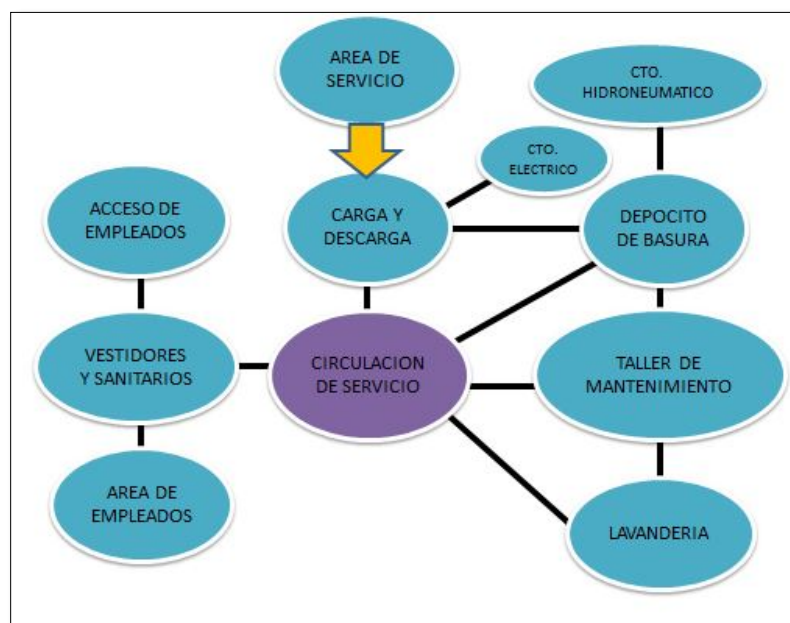 AREA DE
SERVICIO
CTO.
HIDRONEUMATICO
CTO.
ELECTRICO
ACCESO DE
EMPLEADOS
CARGA Y
DESCARGA
DEPOCITO
DE BASURA
VESTIDORES
Y SANITARIOS
CIRCULACION
DE SERVICIO
TALLER DE
MANTENIMIENTO
AREA DE
EMPLEADOS
LAVANDERIA